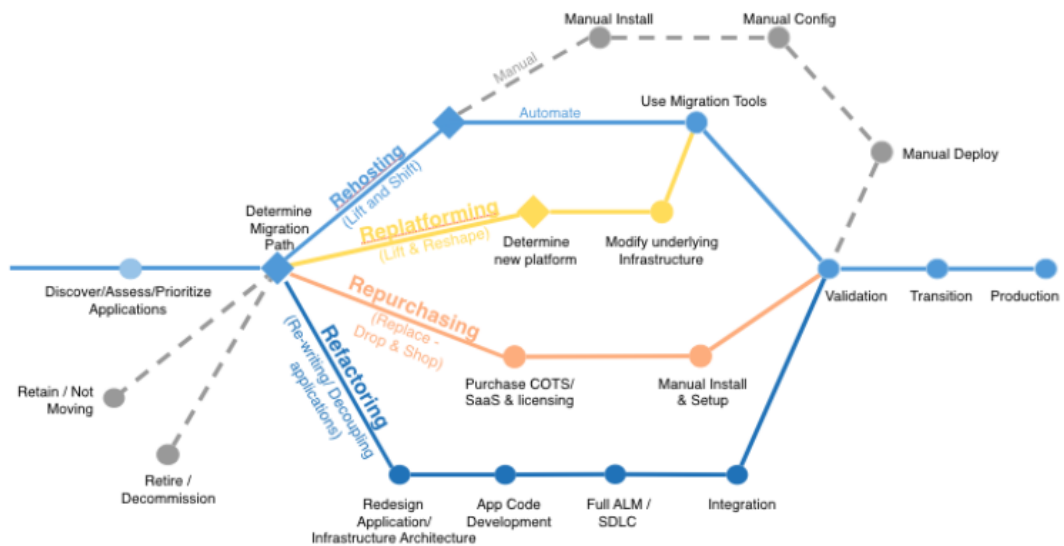 Manual Install
Manual Config
Manual
Use Migration Tools
Automate
Manual Deploy
Rehosting
(Lift and Shift)
Determine
Migration
Path
Replatforming
(Lift & Reshape)
Determine
new platform
Modify underlying
Infrastructure
Discover/Assess/Prioritize
Applications
Repurchasing
(Replace -
Drop & Shop)
Validation
Transition
Production
Refactoring
(Re-writing/ Decoupling
applications)
Purchase COTS/
SaaS & licensing
Manual Install
& Setup
Retain / Not
Moving
Retire /
Decommission
Redesign
Application/
Infrastructure Architecture
App Code
Development
Full ALM /
SDLC
Integration